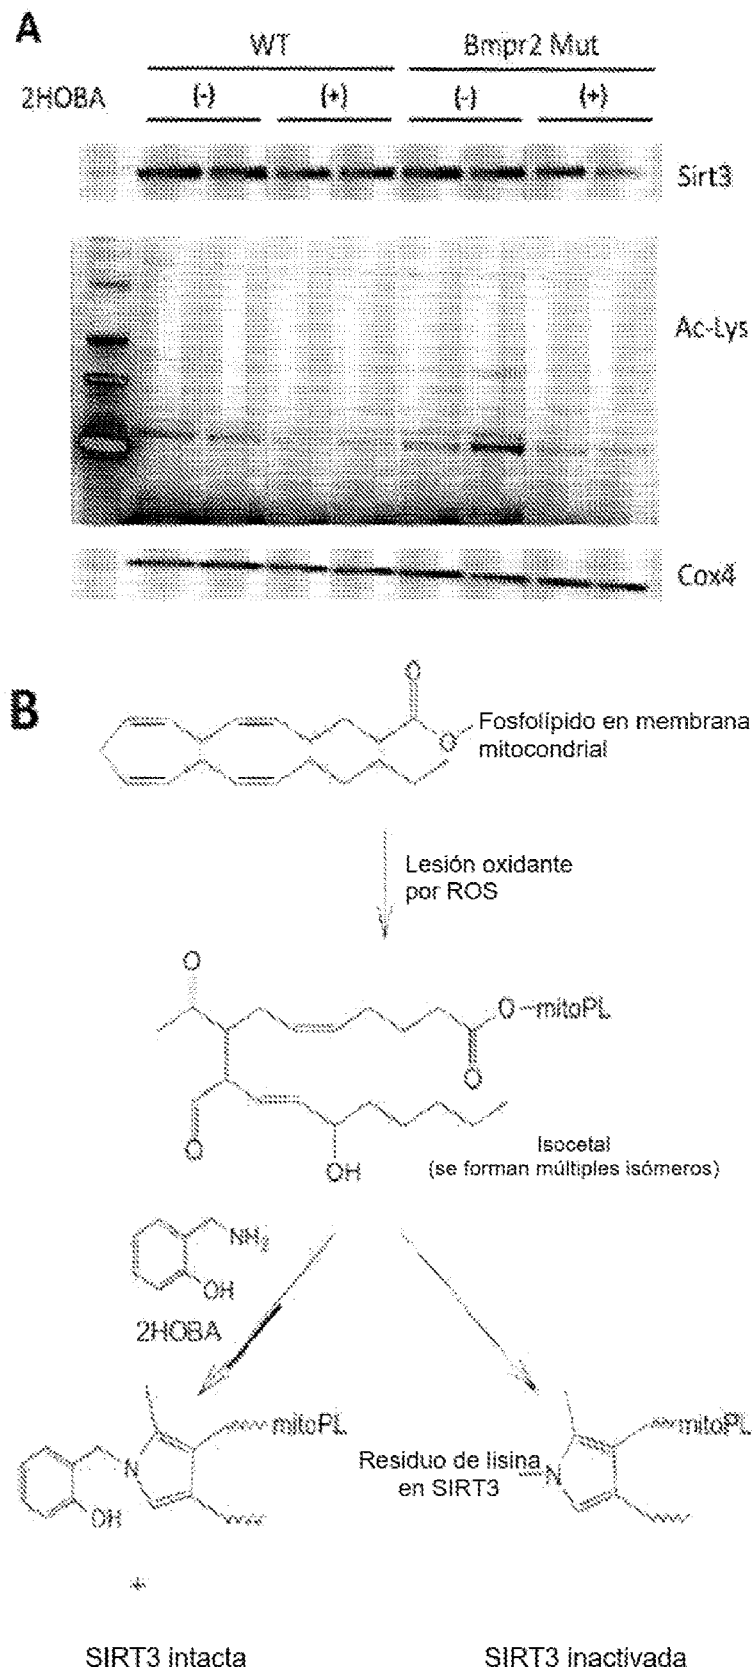 A
WT Bmpr2 Mut
2HOBA (-) (+) (-) (+)
Sirt3
Ac-Lys
Cox4
B
O
O
Fosfolípido en membrana
mitocondrial
Lesión oxidante
por ROS
O
O-mitoPL
O
O
OH
Isocetal
(se forman múltiples isómeros)
NH2
OH
2HOBA
mitoPL
N
OH
mitoPL
Residuo de lisina
en SIRT3
N
+
SIRT3 intacta SIRT3 inactivada